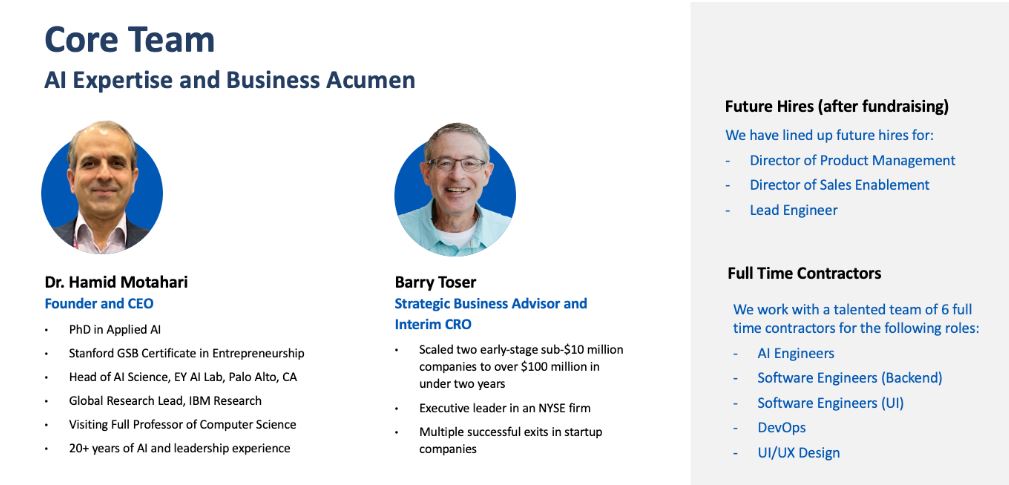 Core Team
AI Expertise and Business Acumen
Dr. Hamid Motahari
Founder and CEO
• PhD in Applied AI
• Stanford GSB Certificate in Entrepreneurship
• Head of AI Science, EY AI Lab, Palo Alto, CA
• Global Research Lead, IBM Research
• Visiting Full Professor of Computer Science
• 20+ years of AI and leadership experience
Barry Toser
Strategic Business Advisor and
Interim CRO
• Scaled two early-stage sub-$10 million
companies to over $100 million in
under two years
• Executive leader in an NYSE firm
• Multiple successful exits in startup
companies
Future Hires (after fundraising)
We have lined up future hires for:
- Director of Product Management
- Director of Sales Enablement
- Lead Engineer
Full Time Contractors
We work with a talented team of 6 full
time contractors for the following roles:
- AI Engineers
- Software Engineers (Backend)
- Software Engineers (UI)
- DevOps
- UI/UX Design